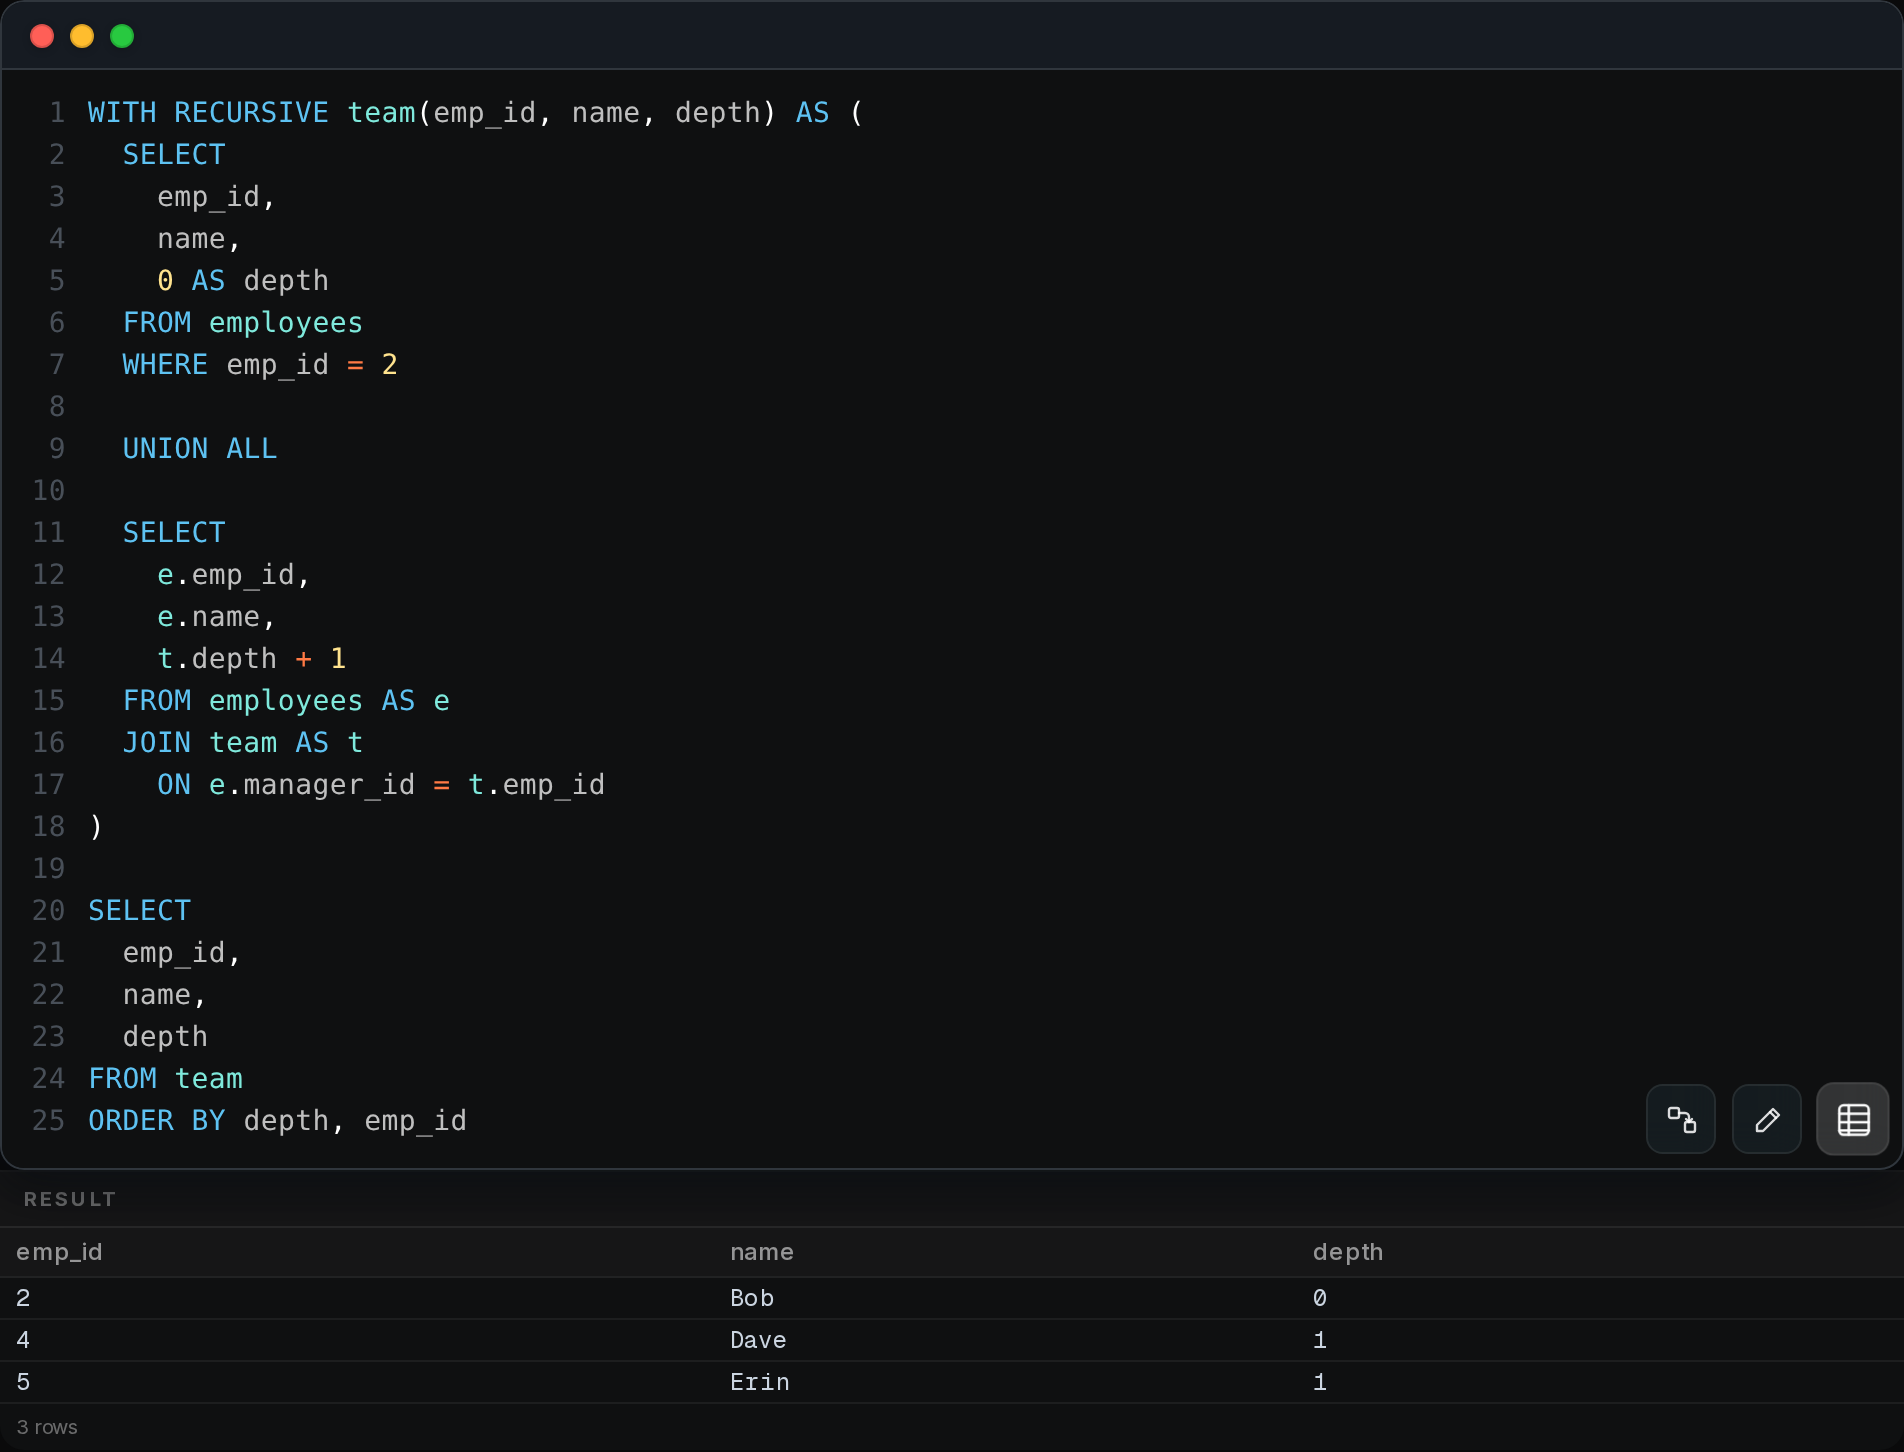 1 WITH RECURSIVE team(emp_id, name, depth) AS (
2   SELECT
3     emp_id,
4     name,
5     0 AS depth
6   FROM employees
7   WHERE emp_id = 2
8
9   UNION ALL
10
11   SELECT
12     e.emp_id,
13     e.name,
14     t.depth + 1
15   FROM employees AS e
16   JOIN team AS t
17     ON e.manager_id = t.emp_id
18 )
19
20 SELECT
21   emp_id,
22   name,
23   depth
24 FROM team
25 ORDER BY depth, emp_id
RESULT
emp_id name depth
2 Bob 0
4 Dave 1
5 Erin 1
3 rows